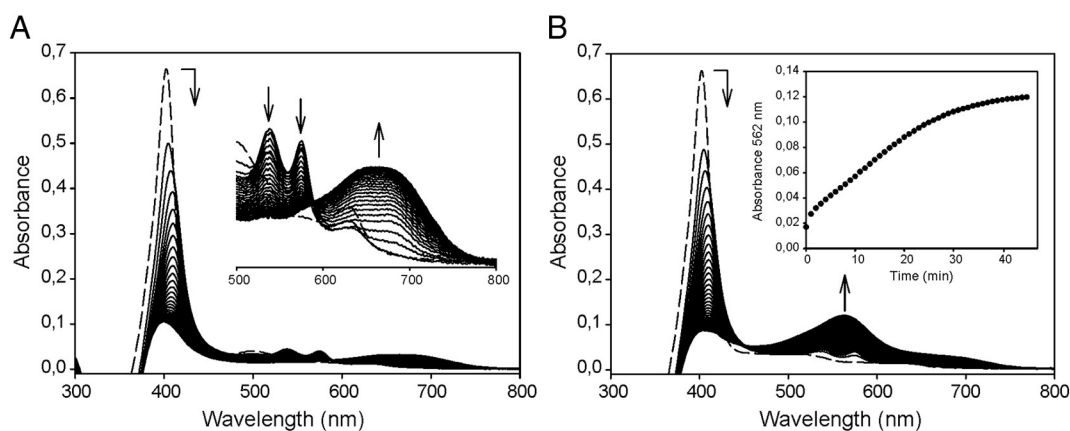 A
0,7
0,6
0,5
0,4
0,3
0,2
0,1
0,0
Absorbance
300 400 500 600 700 800
Wavelength (nm)
500 600 700 800
B
0,7
0,6
0,5
0,4
0,3
0,2
0,1
0,0
Absorbance
300 400 500 600 700 800
Wavelength (nm)
0,14
0,12
0,10
0,08
0,06
0,04
0,02
0,00
Absorbance 562 nm
0 10 20 30 40
Time (min)